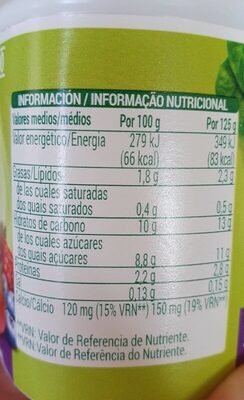 INFORMACIÓN / INFORMAÇÃO NUTRICIONAL
Valores medios/médios Por 100 g Por 125 g
Valor energético/Energia 279 kJ 349 kJ
(66 kcal) (83 kcal)
Grasas/Lípidos 1,8 g 2,3 g
de las cuales saturadas
dos quais saturados 0,4 g 0,5 g
Hidratos de carbono 10 g 13 g
de los cuales azúcares
dos quais açúcares 8,8 g 11 g
Proteínas 2,2 g 2,8 g
Sal 0,13 g 0,15 g
Calcio/Cálcio 120 mg (15% VRN**) 150 mg (19% VRN**)
**VRN: Valor de Referencia de Nutriente.
**VRN: Valor de Referência do Nutriente.